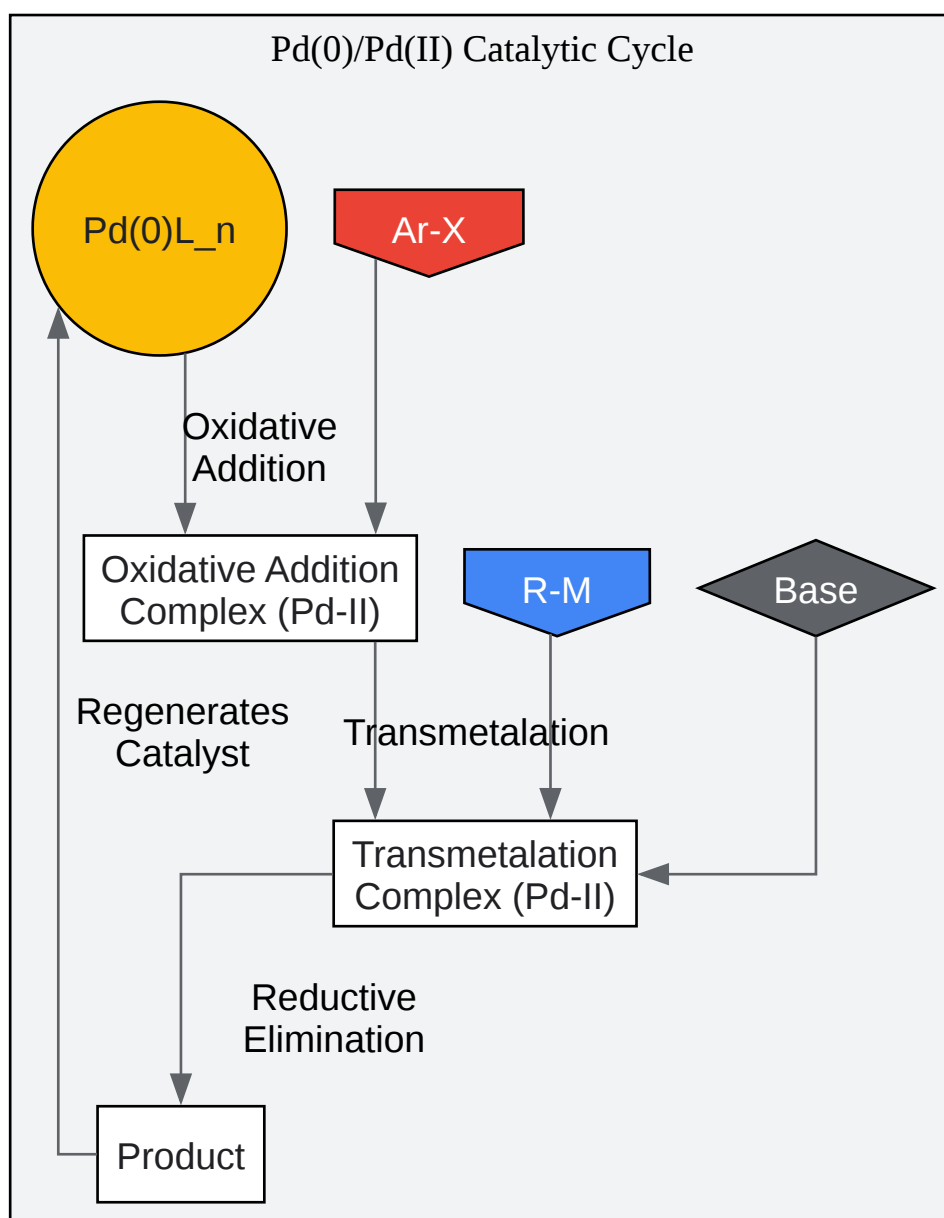 Pd(0)/Pd(II) Catalytic Cycle
Pd(0)L_n
Ar-X
Oxidative
Addition
Oxidative Addition
Complex (Pd-II)
R-M
Base
Regenerates
Catalyst
Transmetalation
Transmetalation
Complex (Pd-II)
Reductive
Elimination
Product